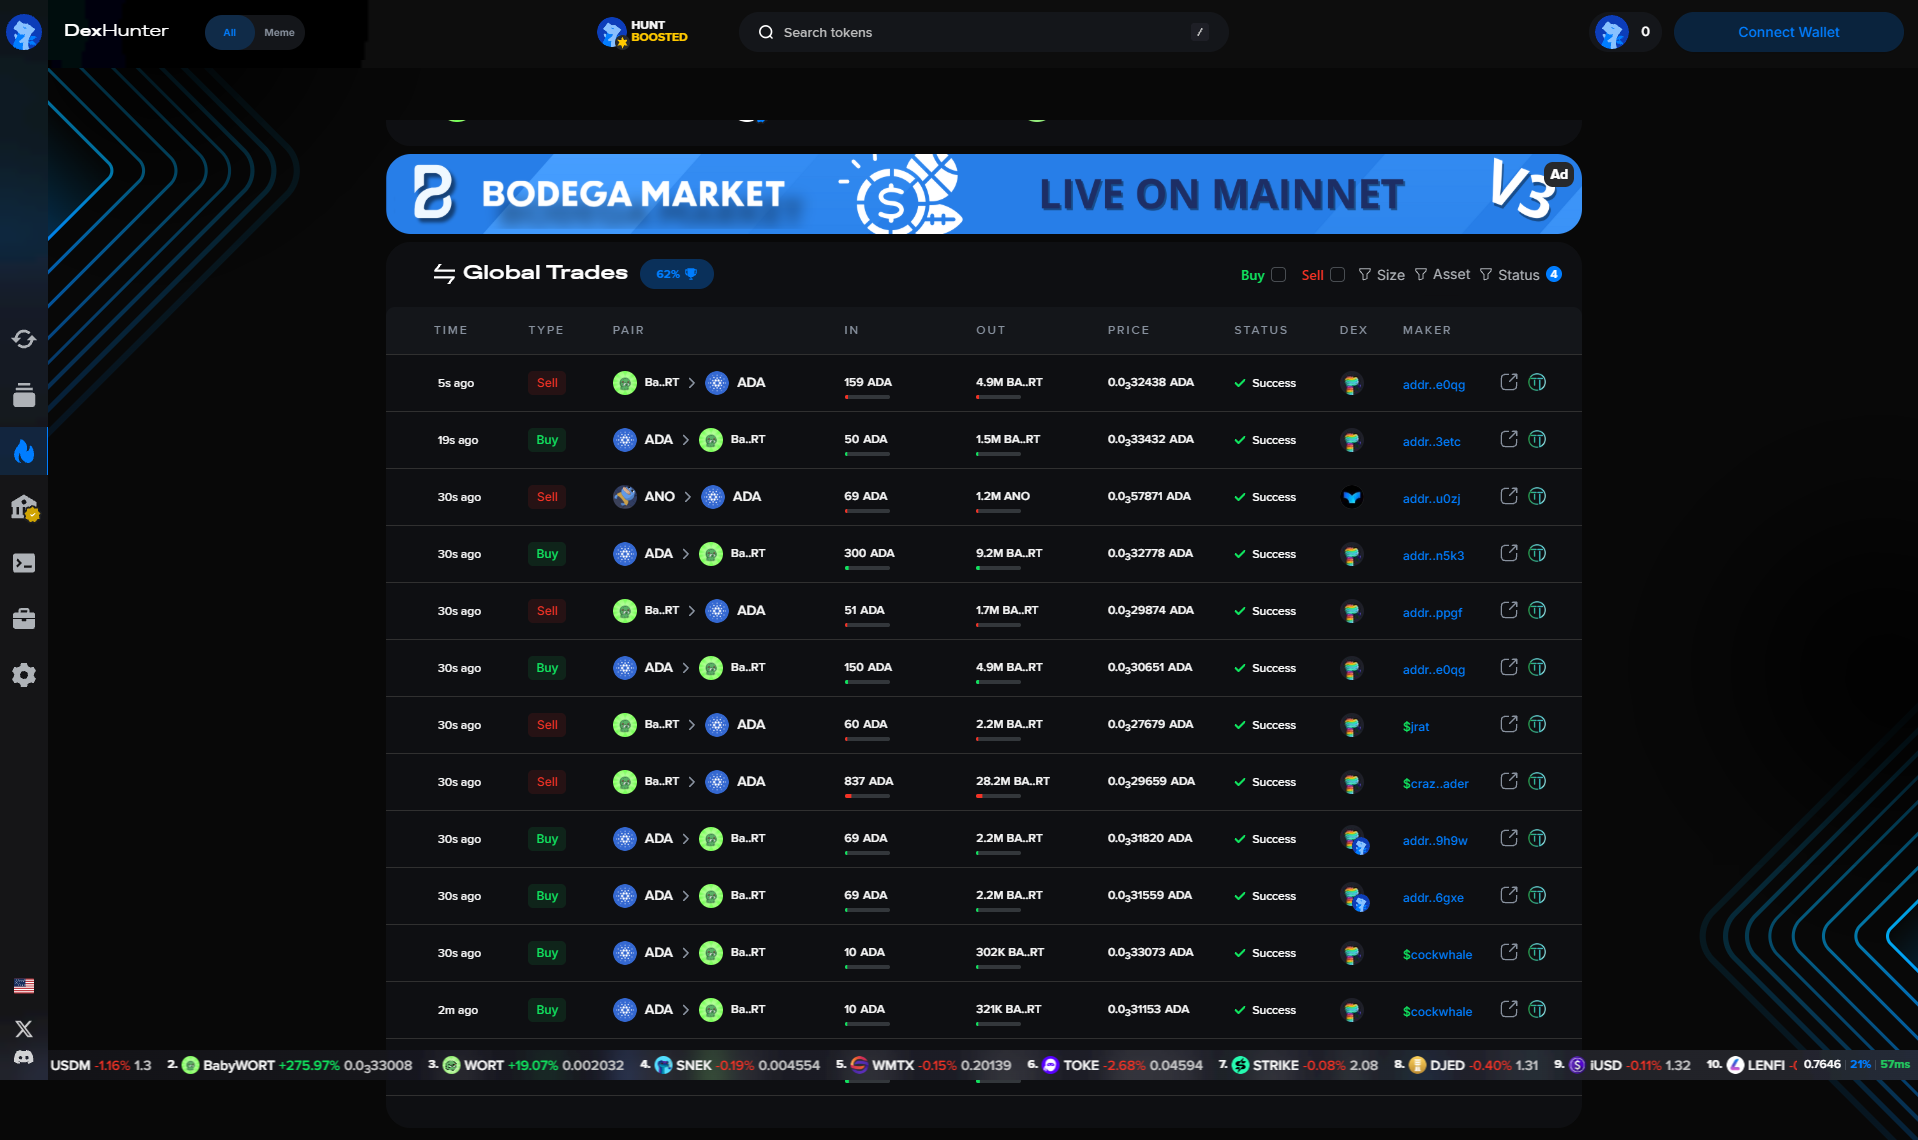 DexHunter
All Meme
HUNT
BOOSTED
Search tokens /
0
Connect Wallet
BODEGA MARKET
LIVE ON MAINNET
V3
Ad
Global Trades
62%
Buy Sell Size Asset Status 4
TIME TYPE PAIR IN OUT PRICE STATUS DEX MAKER
5s ago Sell Ba..RT > ADA 159 ADA 4.9M BA..RT 0.0₃32438 ADA Success addr..e0qg
19s ago Buy ADA > Ba..RT 50 ADA 1.5M BA..RT 0.0₃33432 ADA Success addr..3etc
30s ago Sell ANO > ADA 69 ADA 1.2M ANO 0.0₃57871 ADA Success addr..u0zj
30s ago Buy ADA > Ba..RT 300 ADA 9.2M BA..RT 0.0₃32778 ADA Success addr..n5k3
30s ago Sell Ba..RT > ADA 51 ADA 1.7M BA..RT 0.0₃29874 ADA Success addr..ppgf
30s ago Buy ADA > Ba..RT 150 ADA 4.9M BA..RT 0.0₃30651 ADA Success addr..e0qg
30s ago Sell Ba..RT > ADA 60 ADA 2.2M BA..RT 0.0₃27679 ADA Success $jrat
30s ago Sell Ba..RT > ADA 837 ADA 28.2M BA..RT 0.0₃29659 ADA Success $craz..ader
30s ago Buy ADA > Ba..RT 69 ADA 2.2M BA..RT 0.0₃31820 ADA Success addr..9h9w
30s ago Buy ADA > Ba..RT 69 ADA 2.2M BA..RT 0.0₃31559 ADA Success addr..6gxe
30s ago Buy ADA > Ba..RT 10 ADA 302K BA..RT 0.0₃33073 ADA Success $cockwhale
2m ago Buy ADA > Ba..RT 10 ADA 321K BA..RT 0.0₃31153 ADA Success $cockwhale
USDM -1.16% 1.3 2. BabyWORT +275.97% 0.0₃33008 3. WORT +19.07% 0.002032 4. SNEK -0.19% 0.004554 5. WMTX -0.15% 0.20139 6. TOKE -2.68% 0.04594 7. STRIKE -0.08% 2.08 8. DJED -0.40% 1.31 9. iUSD -0.11% 1.32 10. LENFI 0.7646 21% 57ms